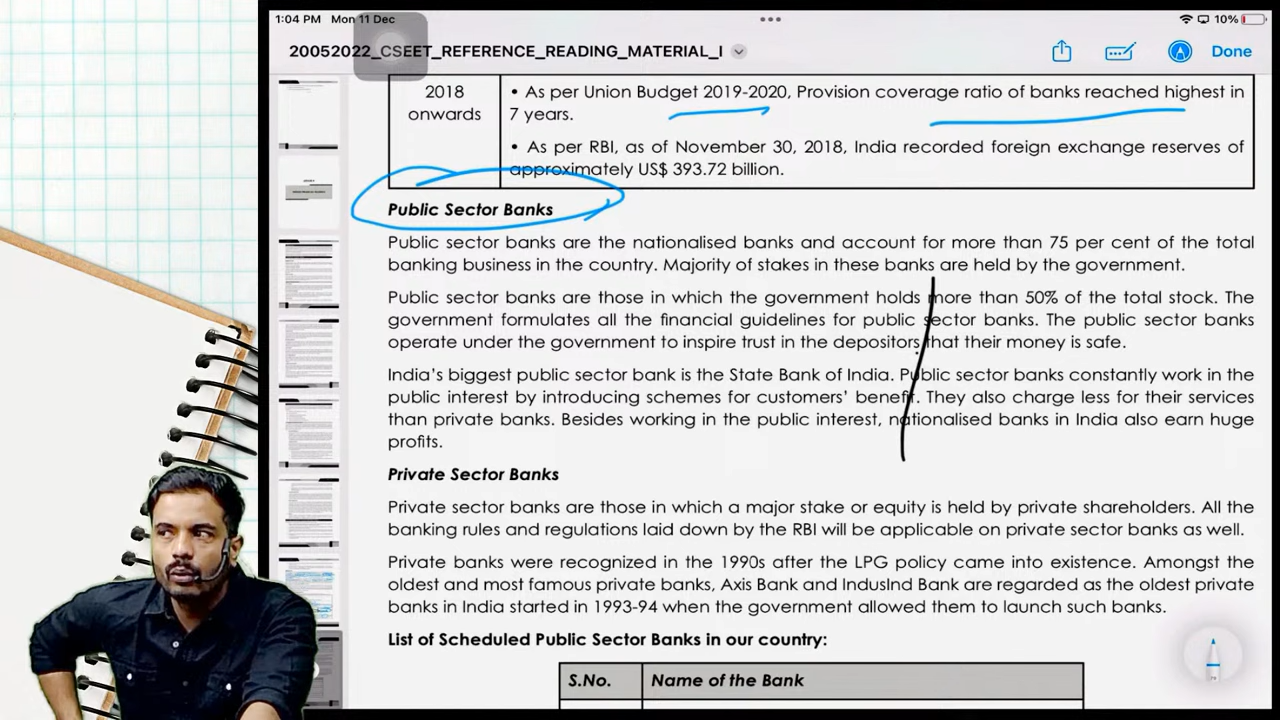 1:04 PM Mon 11 Dec
10%
20052022_CSEET_REFERENCE_READING_MATERIAL_I
Done
2018 onwards
• As per Union Budget 2019-2020, Provision coverage ratio of banks reached highest in
7 years.
• As per RBI, as of November 30, 2018, India recorded foreign exchange reserves of
approximately US$ 393.72 billion.
Public Sector Banks
Public sector banks are the nationalised banks and account for more than 75 per cent of the total
banking business in the country. Majority of stakes in these banks are held by the government.
Public sector banks are those in which the government holds more than 50% of the total stock. The
government formulates all the financial guidelines for public sector banks. The public sector banks
operate under the government to inspire trust in the depositors that their money is safe.
India's biggest public sector bank is the State Bank of India. Public sector banks constantly work in the
public interest by introducing schemes for customers' benefit. They also charge less for their services
than private banks. Besides working in the public interest, nationalised banks in India also earn huge
profits.
Private Sector Banks
Private sector banks are those in which a major stake or equity is held by private shareholders. All the
banking rules and regulations laid down by the RBI will be applicable on private sector banks as well.
Private banks were recognized in the 1990s after the LPG policy came into existence. Amongst the
oldest and most famous private banks, Axis Bank and IndusInd Bank are regarded as the oldest private
banks in India started in 1993-94 when the government allowed them to launch such banks.
List of Scheduled Public Sector Banks in our country:
S.No. Name of the Bank